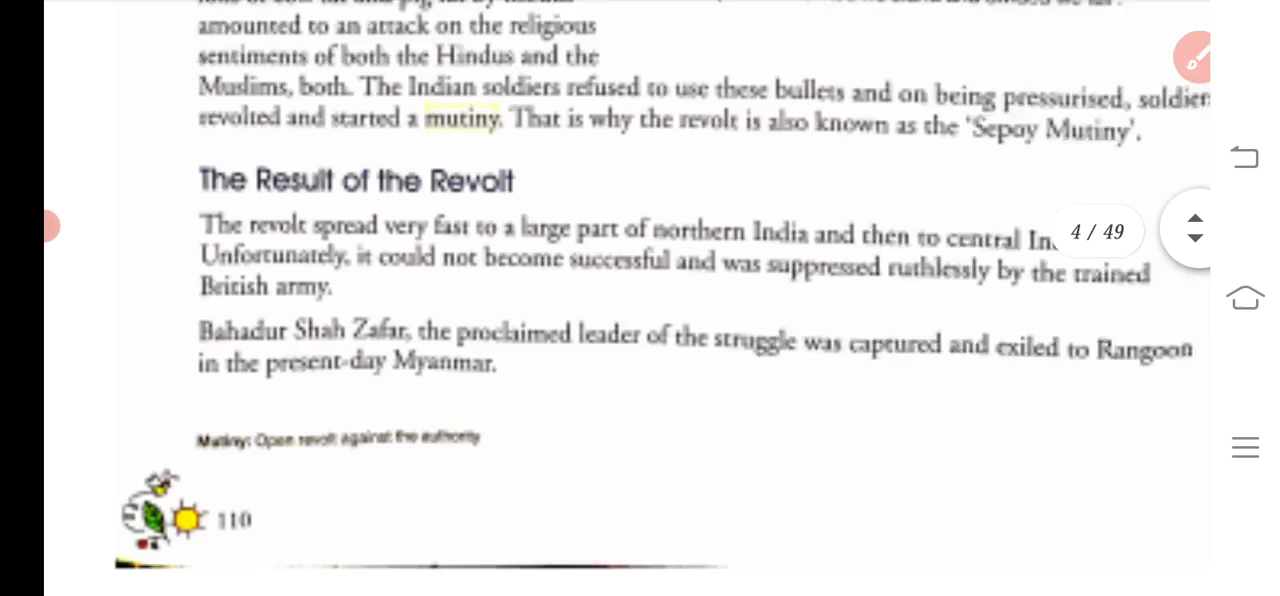 amounted to an attack on the religious
sentiments of both the Hindus and the
Muslims, both. The Indian soldiers refused to use these bullets and on being pressurised, soldier
revolted and started a mutiny. That is why the revolt is also known as the 'Sepoy Mutiny'.
The Result of the Revolt
The revolt spread very fast to a large part of northern India and then to central In
4 / 49
Unfortunately, it could not become successful and was suppressed ruthlessly by the trained
British army.
Bahadur Shah Zafar, the proclaimed leader of the struggle was captured and exiled to Rangoon
in the present-day Myanmar.
Mutiny: Open revolt against the authority
110